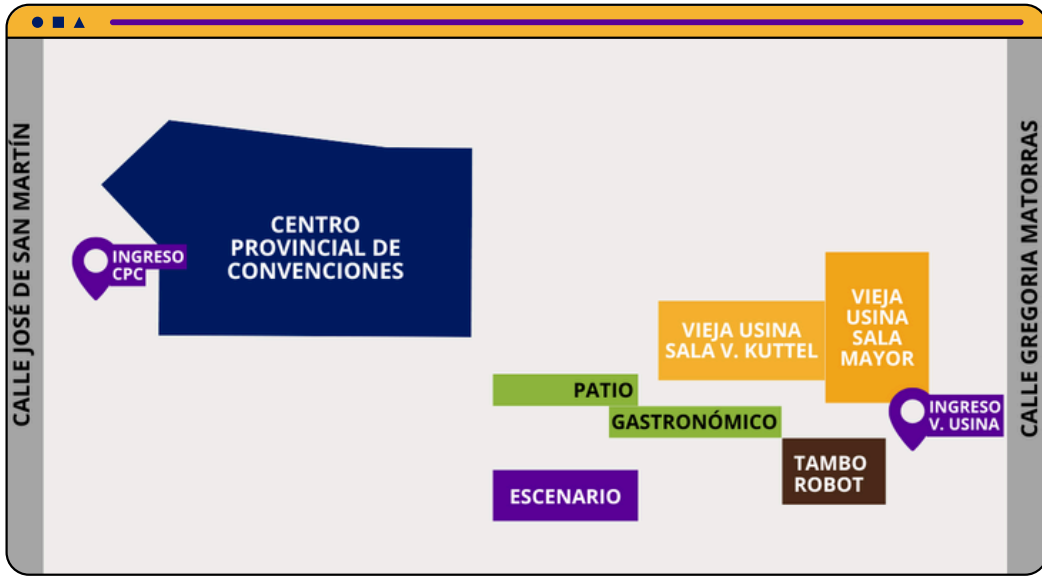 CALLE JOSÉ DE SAN MARTÍN
CENTRO
PROVINCIAL DE
CONVENCIONES
INGRESO
CPC
VIEJA USINA
SALA V. KUTTEL
VIEJA
USINA
SALA
MAYOR
PATIO
GASTRONÓMICO
INGRESO
V. USINA
TAMBO
ROBOT
ESCENARIO
CALLE GREGORIA MATORRAS